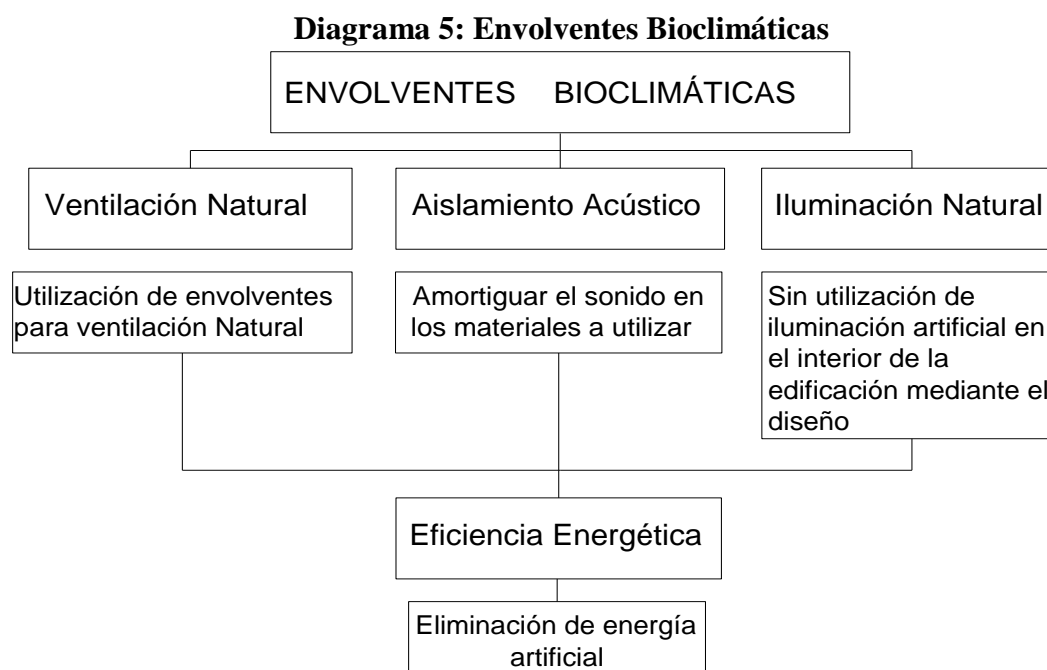 Diagrama 5: Envolventes Bioclimáticas
ENVOLVENTES BIOCLIMÁTICAS
Ventilación Natural
Aislamiento Acústico
Iluminación Natural
Utilización de envolventes
para ventilación Natural
Amortiguar el sonido en
los materiales a utilizar
Sin utilización de
iluminación artificial en
el interior de la
edificación mediante el
diseño
Eficiencia Energética
Eliminación de energía
artificial